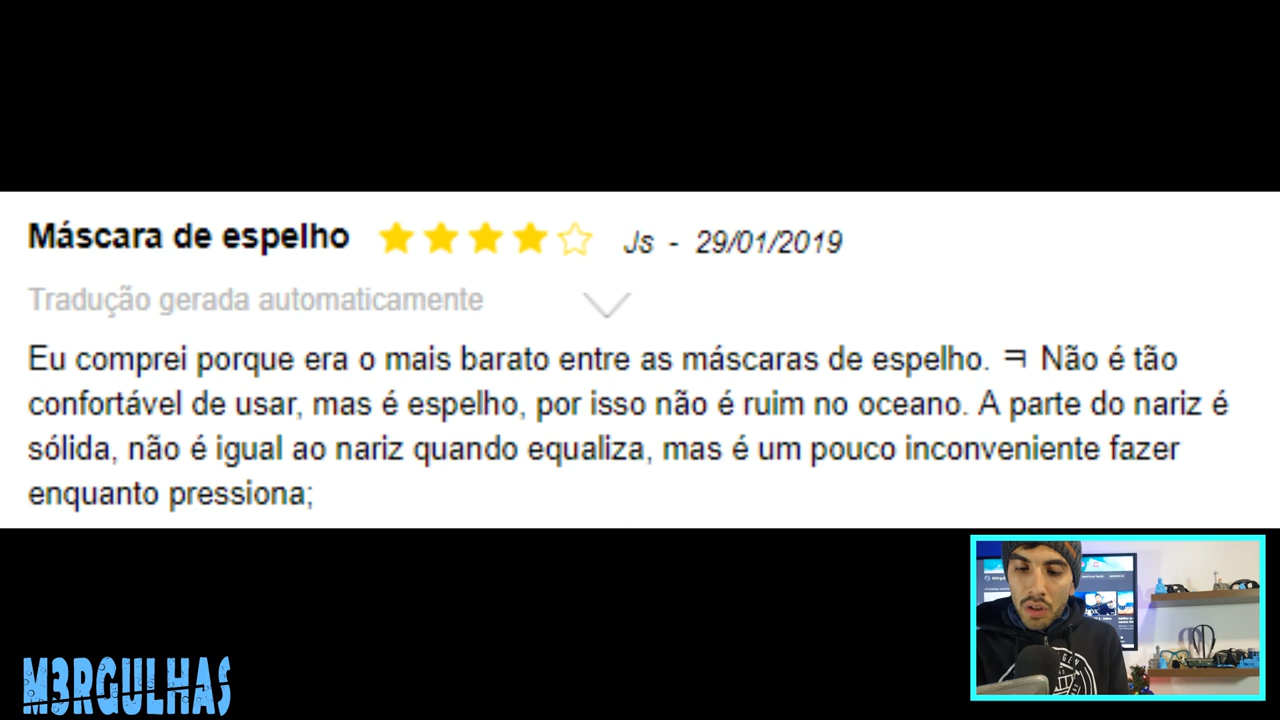 Máscara de espelho Js - 29/01/2019
Tradução gerada automaticamente
Eu comprei porque era o mais barato entre as máscaras de espelho. ㅋ Não é tão
confortável de usar, mas é espelho, por isso não é ruim no oceano. A parte do nariz é
sólida, não é igual ao nariz quando equaliza, mas é um pouco inconveniente fazer
enquanto pressiona;
M3RGULHAS